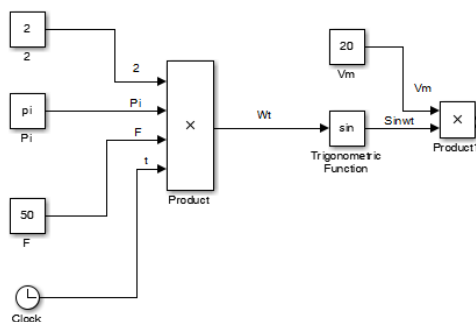 2
2
2
pi
Pi
Pi
F
50
F
t
Clock
×
Product
Wt
20
Vm
Vm
sin
Trigonometric
Function
Sinwt
×
Product1